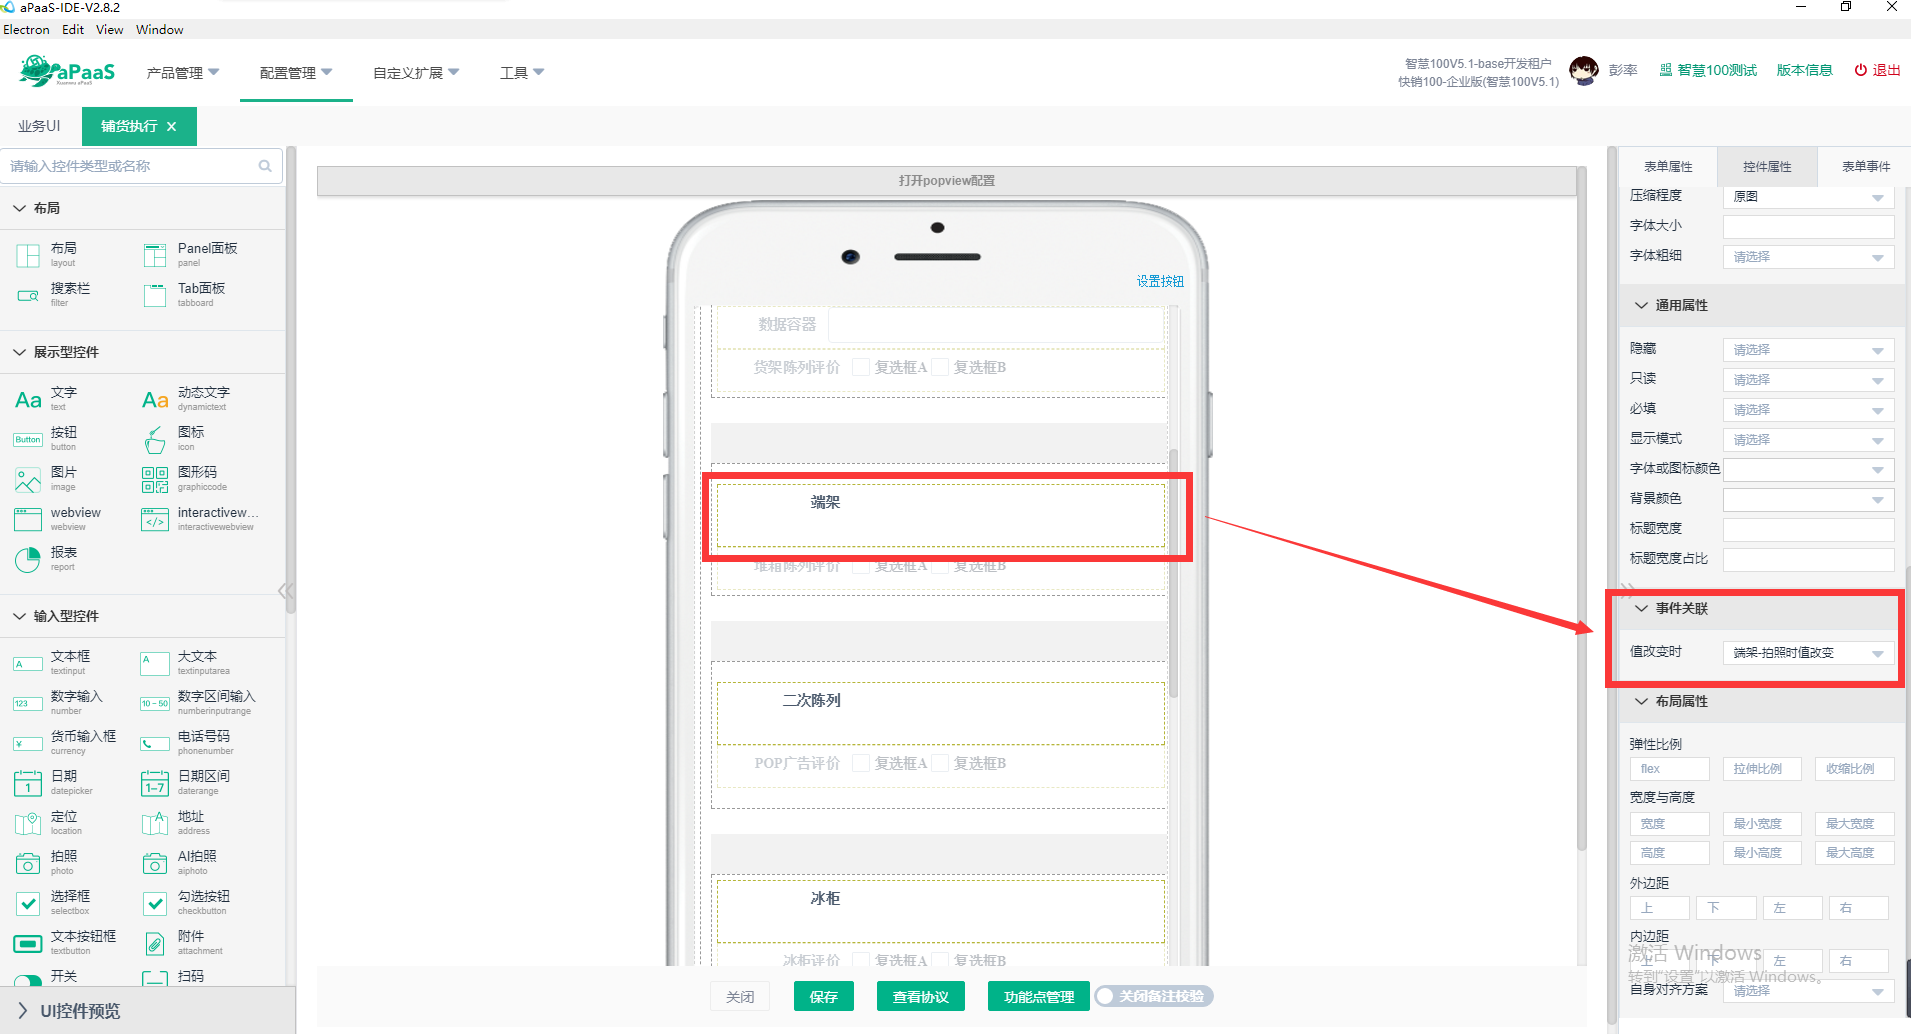 aPaaS-IDE-V2.8.2
Electron Edit View Window
aPaaS
产品管理 配置管理 自定义扩展 工具
智慧100V5.1-base开发租户
快销100-企业版(智慧100V5.1)
彭率 智慧100测试 版本信息 退出
业务UI 铺货执行
请输入控件类型或名称
布局
布局
layout
Panel面板
panel
搜索栏
filter
Tab面板
tabboard
展示型控件
Aa 文字
text
Aa 动态文字
dynamictext
Button 按钮
button
图标
icon
图片
image
图形码
graphiccode
webview
webview
interactivew...
interactivewebview
报表
report
输入型控件
A 文本框
textinput
A 大文本
textinputarea
123 数字输入
number
10-50 数字区间输入
numberinputrange
¥ 货币输入框
currency
电话号码
phonenumber
1 日期
datepicker
1-7 日期区间
daterange
定位
location
A 地址
address
拍照
photo
AI拍照
aiphoto
选择框
selectbox
勾选按钮
checkbutton
文本按钮框
textbutton
附件
attachment
开关
扫码
UI控件预览
打开popview配置
设置按钮
数据容器
货架陈列评价 复选框A 复选框B
端架
堆箱陈列评价 复选框A 复选框B
二次陈列
POP广告评价 复选框A 复选框B
冰柜
冰柜评价 复选框A 复选框B
关闭 保存 查看协议 功能点管理 关闭备注校验
表单属性 控件属性 表单事件
压缩程度 原图
字体大小
字体粗细 请选择
通用属性
隐藏 请选择
只读 请选择
必填 请选择
显示模式 请选择
字体或图标颜色
背景颜色
标题宽度
标题宽度占比
事件关联
值改变时 端架-拍照时值改变
布局属性
弹性比例
flex 拉伸比例 收缩比例
宽度与高度
宽度 最小宽度 最大宽度
高度 最小高度 最大高度
外边距
上 下 左 右
内边距
上 下 左 右
自身对齐方案 请选择
激活 Windows
转到"设置"以激活 Windows。